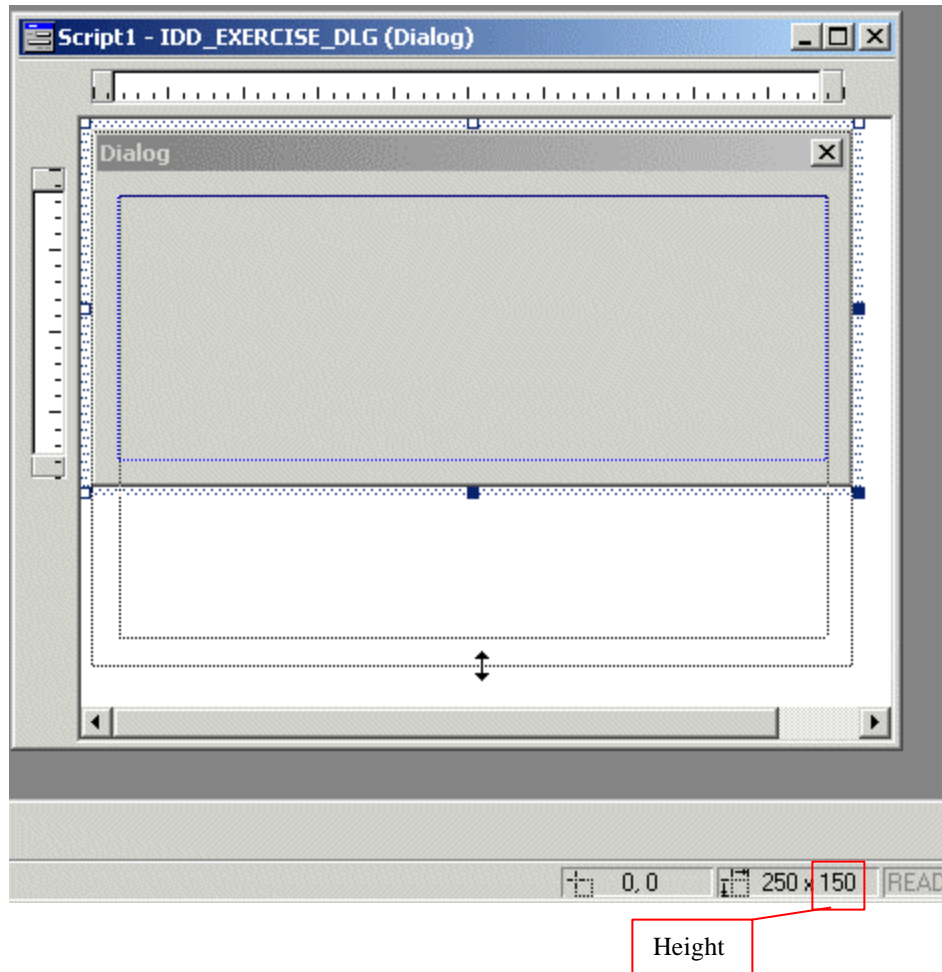 Script1 - IDD_EXERCISE_DLG (Dialog)
Dialog
0, 0
250 x 150
READ
Height